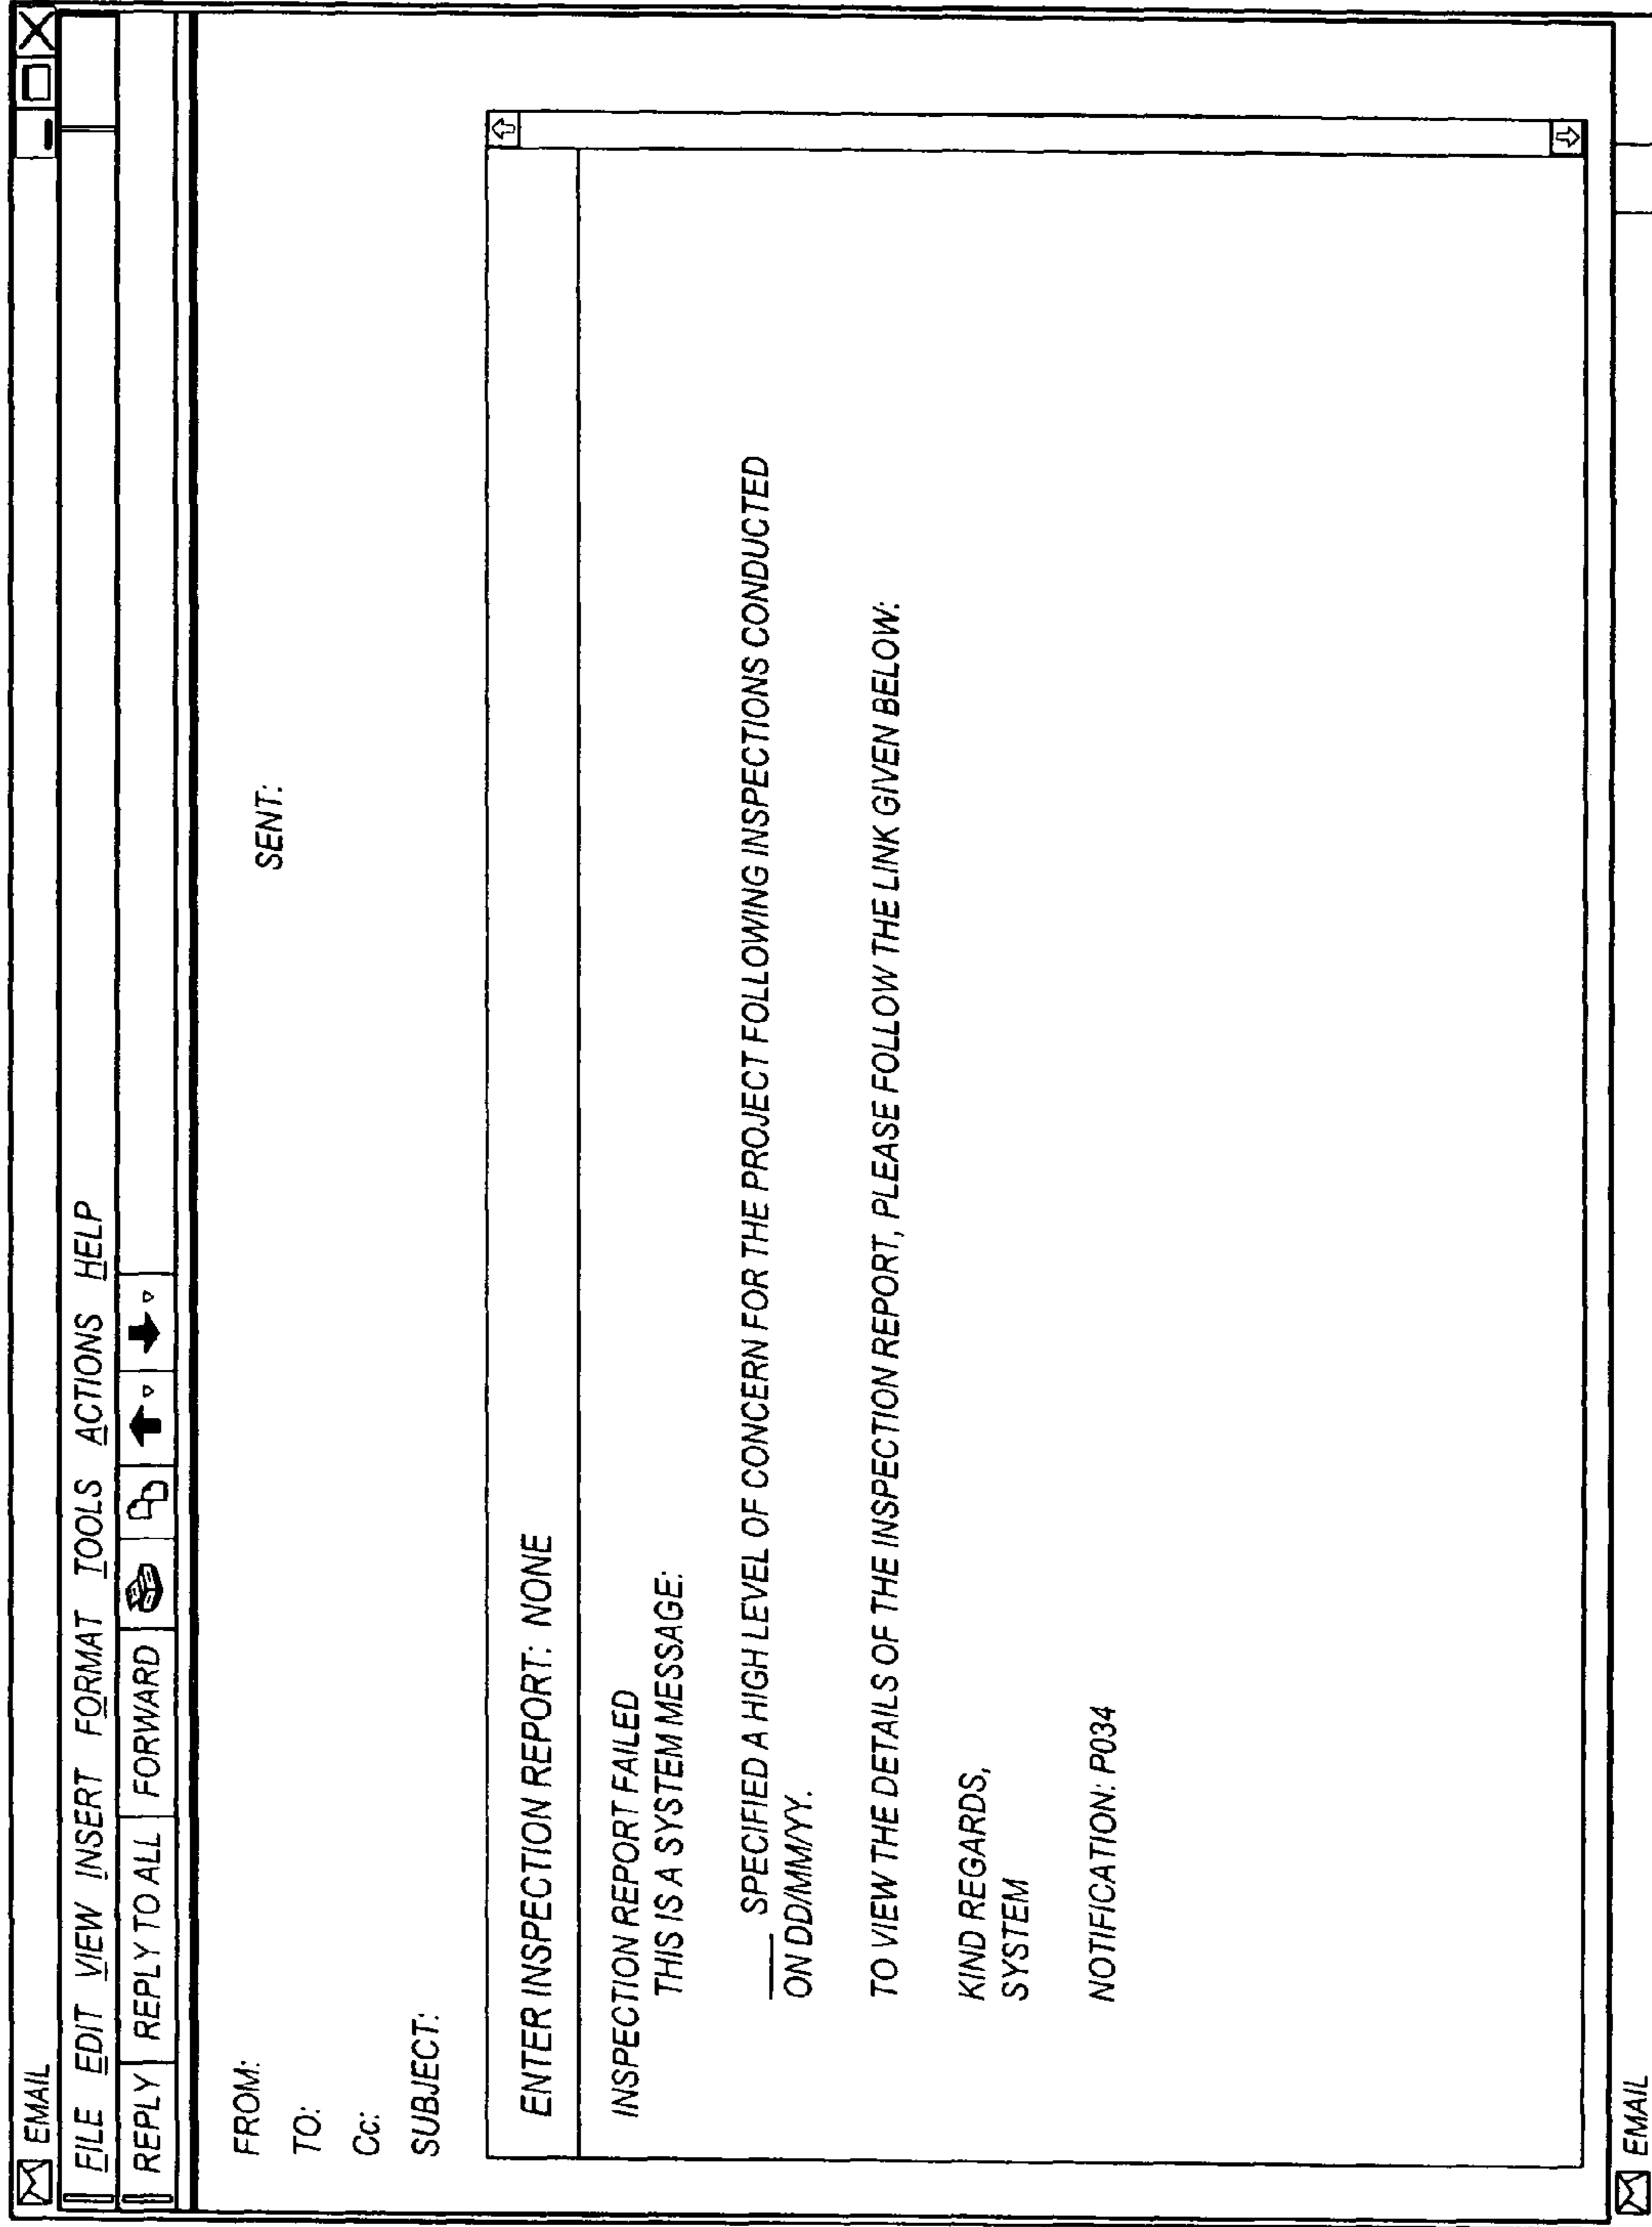 EMAIL
FILE EDIT VIEW INSERT FORMAT TOOLS ACTIONS HELP
REPLY REPLY TO ALL FORWARD
FROM:
SENT:
TO:
Cc:
SUBJECT:
ENTER INSPECTION REPORT: NONE
INSPECTION REPORT FAILED
THIS IS A SYSTEM MESSAGE:
____ SPECIFIED A HIGH LEVEL OF CONCERN FOR THE PROJECT FOLLOWING INSPECTIONS CONDUCTED
ON DD/MM/YY.
TO VIEW THE DETAILS OF THE INSPECTION REPORT, PLEASE FOLLOW THE LINK GIVEN BELOW:
KIND REGARDS,
SYSTEM
NOTIFICATION: P034
EMAIL